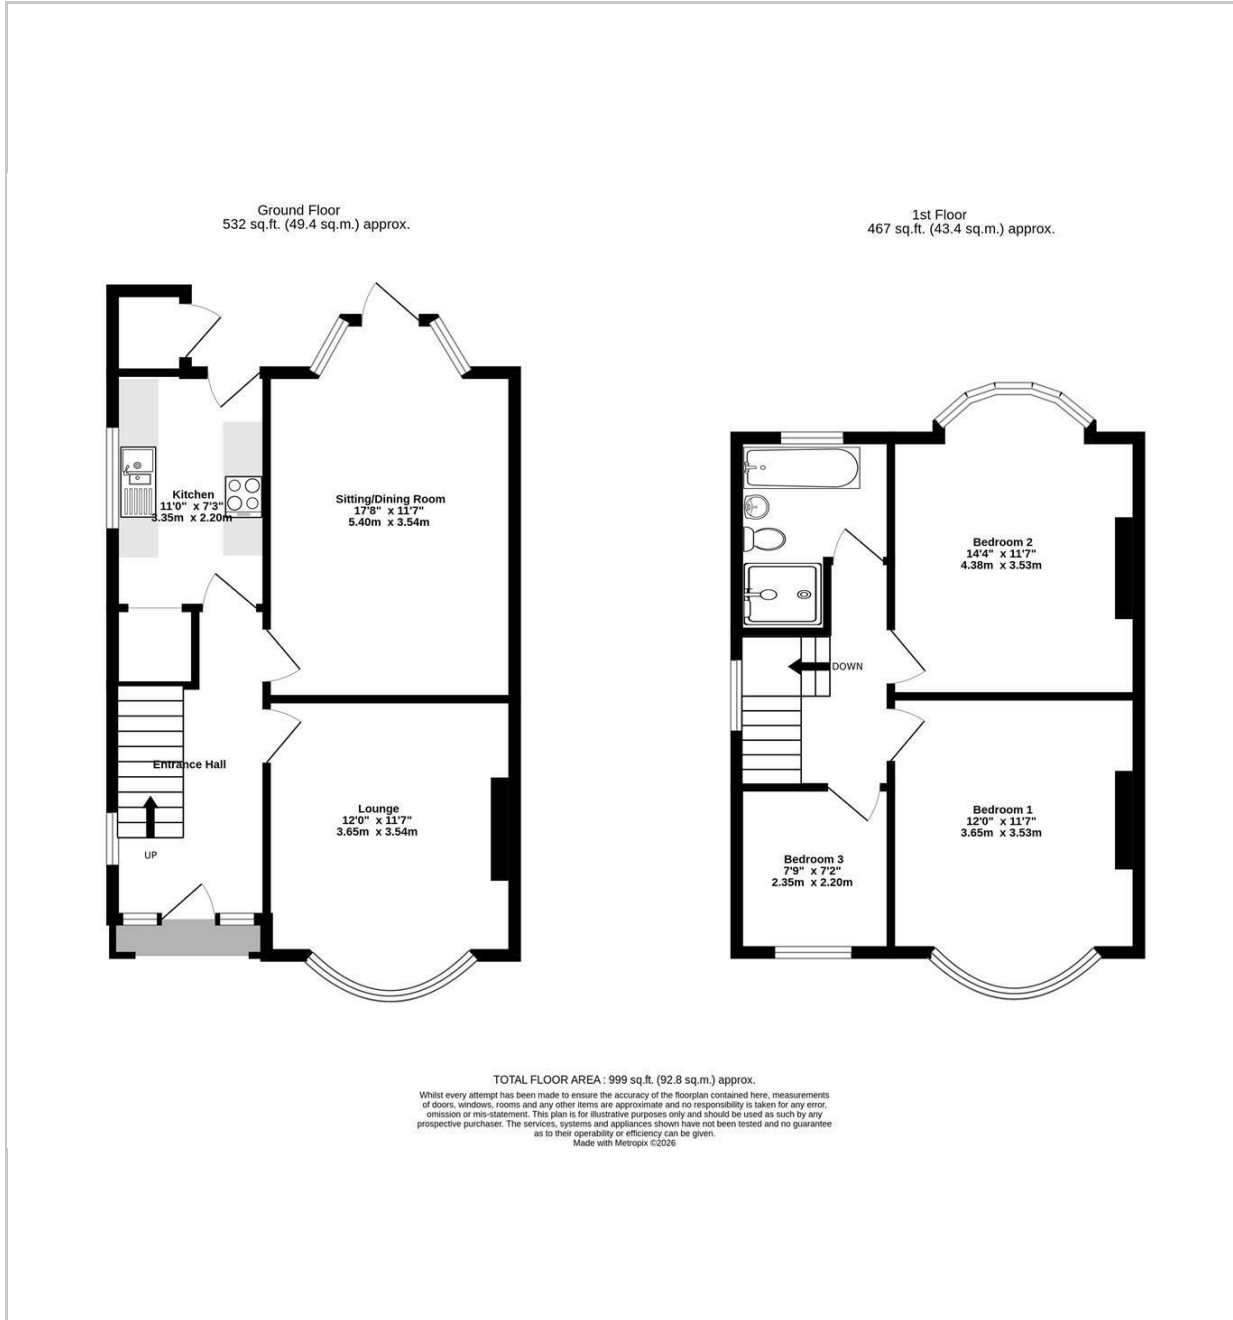 Ground Floor
532 sq.ft. (49.4 sq.m.) approx.
1st Floor
467 sq.ft. (43.4 sq.m.) approx.
Kitchen
11'0" x 7'3"
3.35m x 2.20m
Sitting/Dining Room
17'8" x 11'7"
5.40m x 3.54m
Entrance Hall
UP
Lounge
12'0" x 11'7"
3.65m x 3.54m
Bedroom 2
14'4" x 11'7"
4.38m x 3.53m
DOWN
Bedroom 1
12'0" x 11'7"
3.65m x 3.53m
Bedroom 3
7'9" x 7'2"
2.35m x 2.20m
TOTAL FLOOR AREA : 999 sq.ft. (92.8 sq.m.) approx.
Whilst every attempt has been made to ensure the accuracy of the floorplan contained here, measurements
of doors, windows, rooms and any other items are approximate and no responsibility is taken for any error,
omission or mis-statement. This plan is for illustrative purposes only and should be used as such by any
prospective purchaser. The services, systems and appliances shown have not been tested and no guarantee
as to their operability or efficiency can be given.
Made with Metropix ©2026